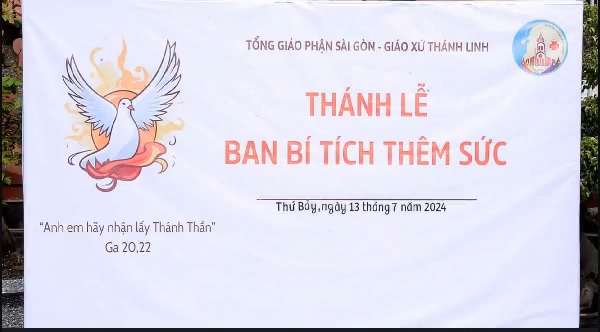 TỔNG GIÁO PHẬN SÀI GÒN - GIÁO XỨ THÁNH LINH
THÁNH LỄ
BAN BÍ TÍCH THÊM SỨC
Thứ Bảy, ngày 13 tháng 7 năm 2024
“Anh em hãy nhận lấy Thánh Thần”
Ga 20,22